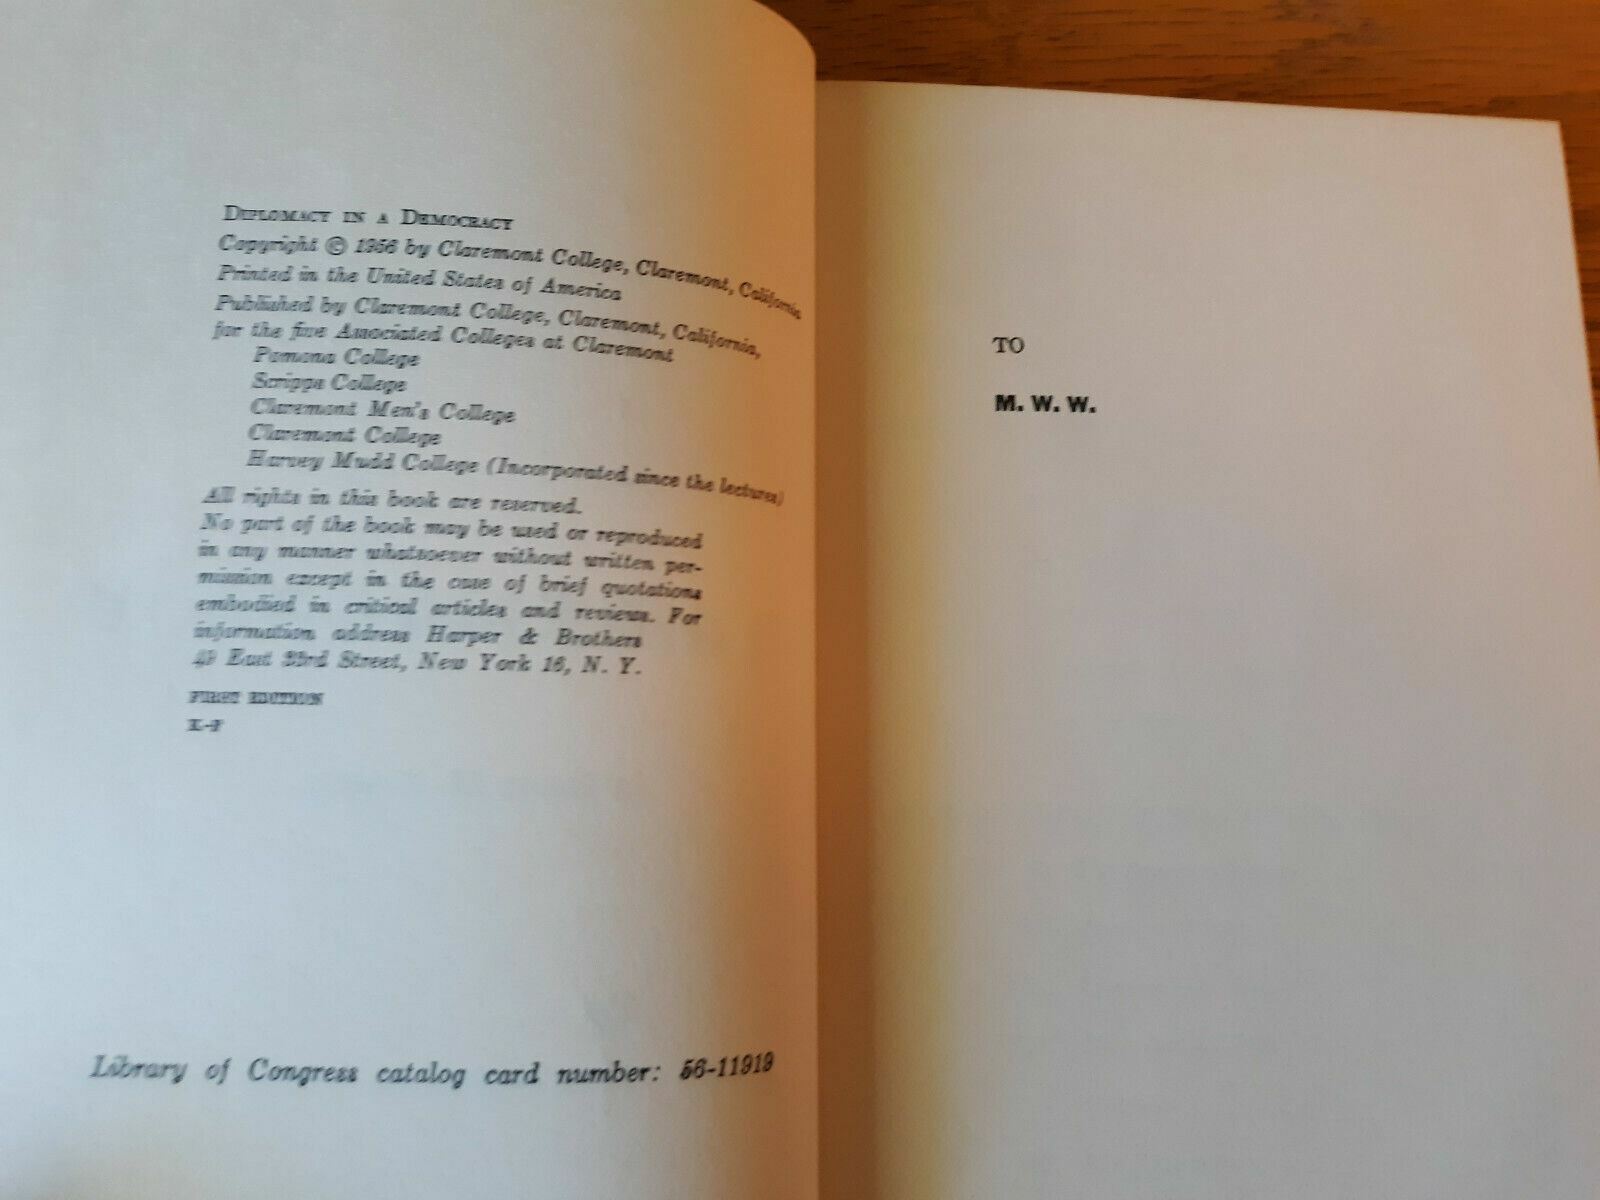 DIPLOMACY IN A DEMOCRACY
Copyright © 1956 by Claremont College, Claremont, California
Printed in the United States of America
Published by Claremont College, Claremont, California,
for the five Associated Colleges at Claremont
Pomona College
Scripps College
Claremont Men's College
Claremont College
Harvey Mudd College (Incorporated since the lectures)
All rights in this book are reserved.
No part of the book may be used or reproduced
in any manner whatsoever without written per-
mission except in the case of brief quotations
embodied in critical articles and reviews. For
information address Harper & Brothers
49 East 33rd Street, New York 16, N. Y.
FIRST EDITION
K-F
Library of Congress catalog card number: 56-11919
TO
M. W. W.